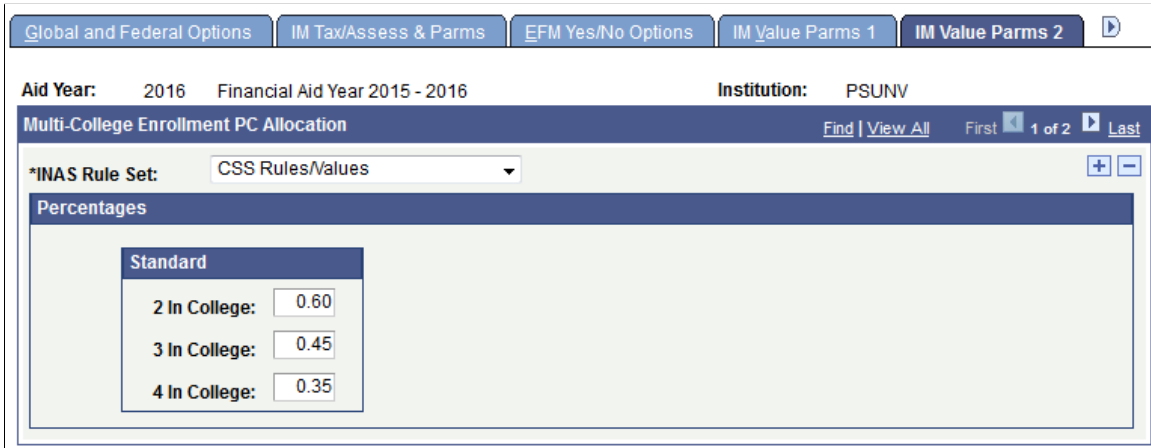 Global and Federal Options IM Tax/Assess & Parms EFM Yes/No Options IM Value Parms 1 IM Value Parms 2
Aid Year: 2016 Financial Aid Year 2015 - 2016 Institution: PSUNV
Multi-College Enrollment PC Allocation Find | View All First 1 of 2 Last
*INAS Rule Set: CSS Rules/Values
Percentages
Standard
2 In College: 0.60
3 In College: 0.45
4 In College: 0.35